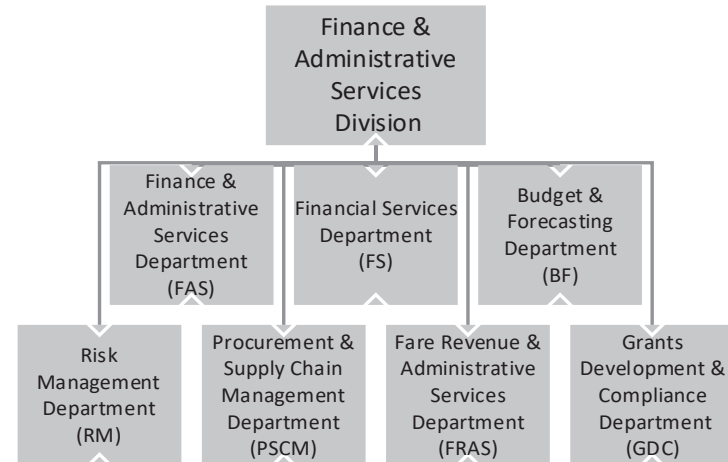 Finance &
Administrative
Services
Division
Finance &
Administrative
Services
Department
(FAS)
Financial Services
Department
(FS)
Budget &
Forecasting
Department
(BF)
Risk
Management
Department
(RM)
Procurement &
Supply Chain
Management
Department
(PSCM)
Fare Revenue &
Administrative
Services
Department
(FRAS)
Grants
Development &
Compliance
Department
(GDC)